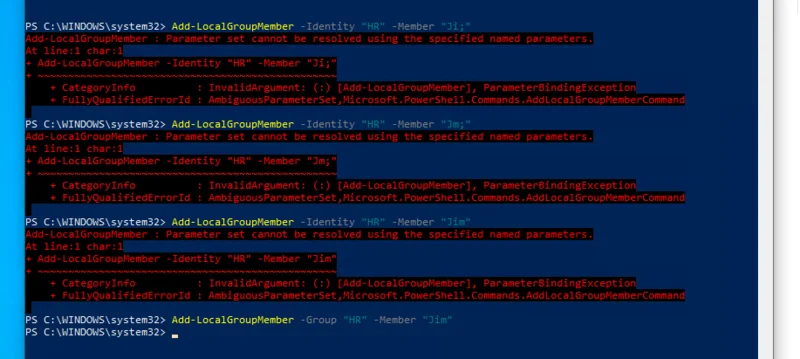 PS C:\WINDOWS\system32> Add-LocalGroupMember -Identity "HR" -Member "Ji;"
Add-LocalGroupMember : Parameter set cannot be resolved using the specified named parameters.
At line:1 char:1
+ Add-LocalGroupMember -Identity "HR" -Member "Ji;"
+ ~~~~~~~~~~~~~~~~~~~~~~~~~~~~~~~~~~~~~~~~~~~~~~~~~
    + CategoryInfo          : InvalidArgument: (:) [Add-LocalGroupMember], ParameterBindingException
    + FullyQualifiedErrorId : AmbiguousParameterSet,Microsoft.PowerShell.Commands.AddLocalGroupMemberCommand
PS C:\WINDOWS\system32> Add-LocalGroupMember -Identity "HR" -Member "Jm;"
Add-LocalGroupMember : Parameter set cannot be resolved using the specified named parameters.
At line:1 char:1
+ Add-LocalGroupMember -Identity "HR" -Member "Jm;"
+ ~~~~~~~~~~~~~~~~~~~~~~~~~~~~~~~~~~~~~~~~~~~~~~~~~
    + CategoryInfo          : InvalidArgument: (:) [Add-LocalGroupMember], ParameterBindingException
    + FullyQualifiedErrorId : AmbiguousParameterSet,Microsoft.PowerShell.Commands.AddLocalGroupMemberCommand
PS C:\WINDOWS\system32> Add-LocalGroupMember -Identity "HR" -Member "Jim"
Add-LocalGroupMember : Parameter set cannot be resolved using the specified named parameters.
At line:1 char:1
+ Add-LocalGroupMember -Identity "HR" -Member "Jim"
+ ~~~~~~~~~~~~~~~~~~~~~~~~~~~~~~~~~~~~~~~~~~~~~~~~~
    + CategoryInfo          : InvalidArgument: (:) [Add-LocalGroupMember], ParameterBindingException
    + FullyQualifiedErrorId : AmbiguousParameterSet,Microsoft.PowerShell.Commands.AddLocalGroupMemberCommand
PS C:\WINDOWS\system32> Add-LocalGroupMember -Group "HR" -Member "Jim"
PS C:\WINDOWS\system32>